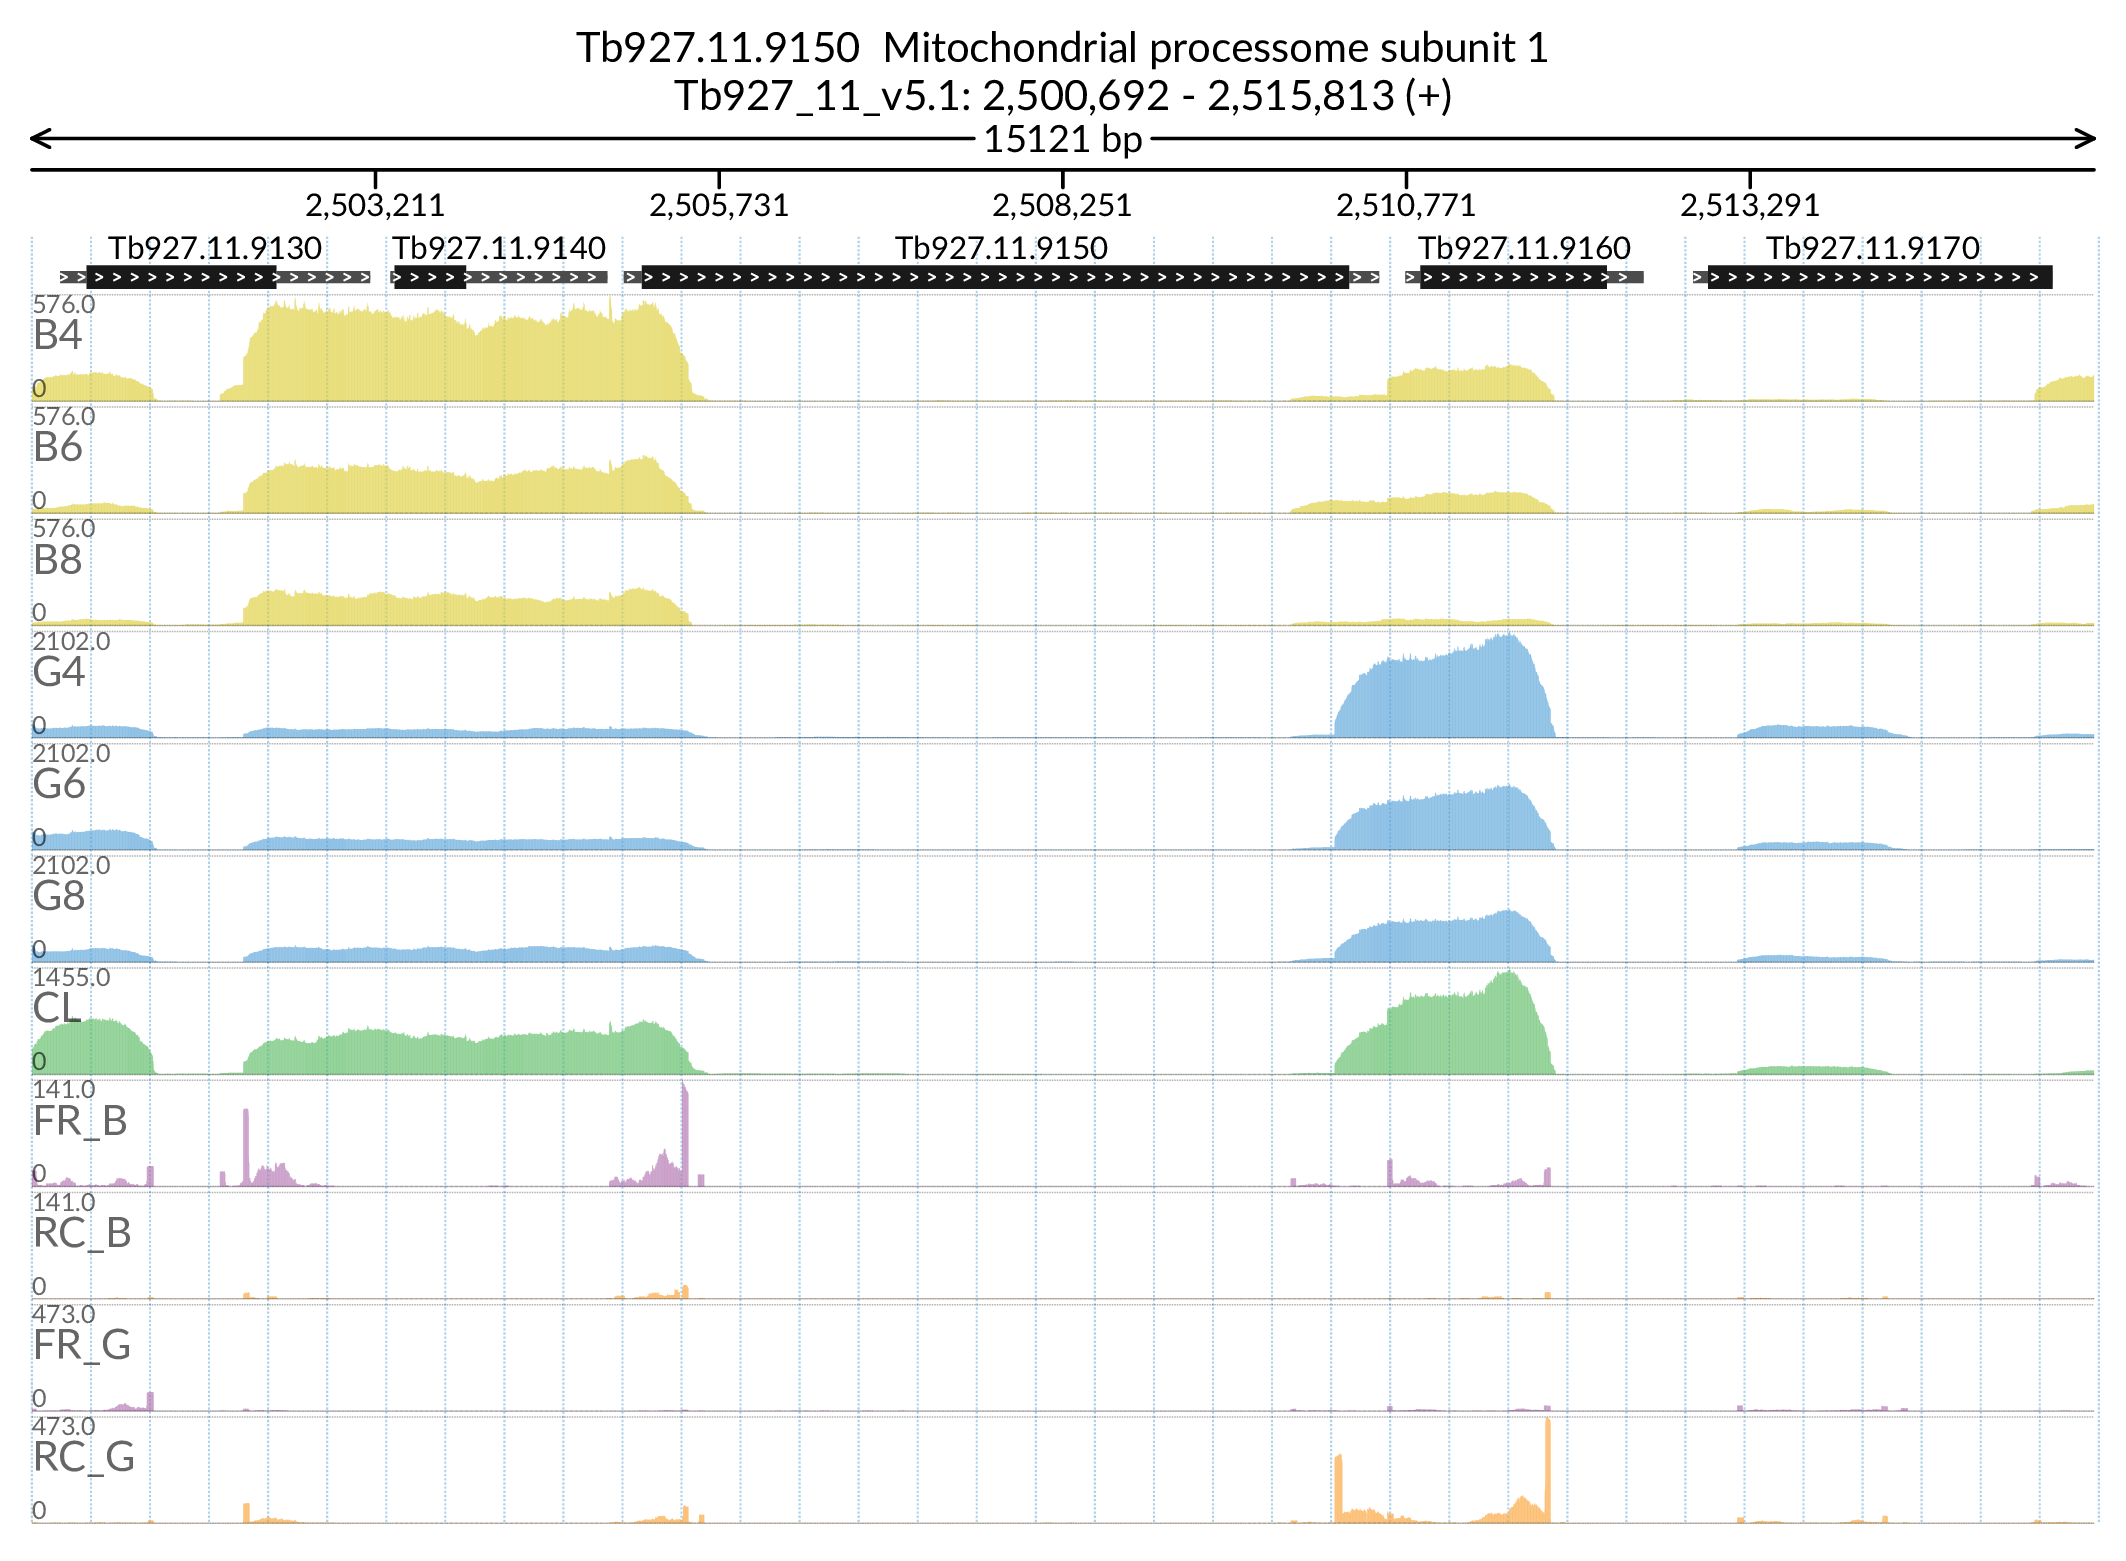 Tb927.11.9150  Mitochondrial processome subunit 1
Tb927_11_v5.1: 2,500,692 - 2,515,813 (+)
15121 bp
2,503,211 2,505,731 2,508,251 2,510,771 2,513,291
Tb927.11.9130 Tb927.11.9140 Tb927.11.9150 Tb927.11.9160 Tb927.11.9170
576.0
B4
0
576.0
B6
0
576.0
B8
0
2102.0
G4
0
2102.0
G6
0
2102.0
G8
0
1455.0
CL
0
141.0
FR_B
0
141.0
RC_B
0
473.0
FR_G
0
473.0
RC_G
0